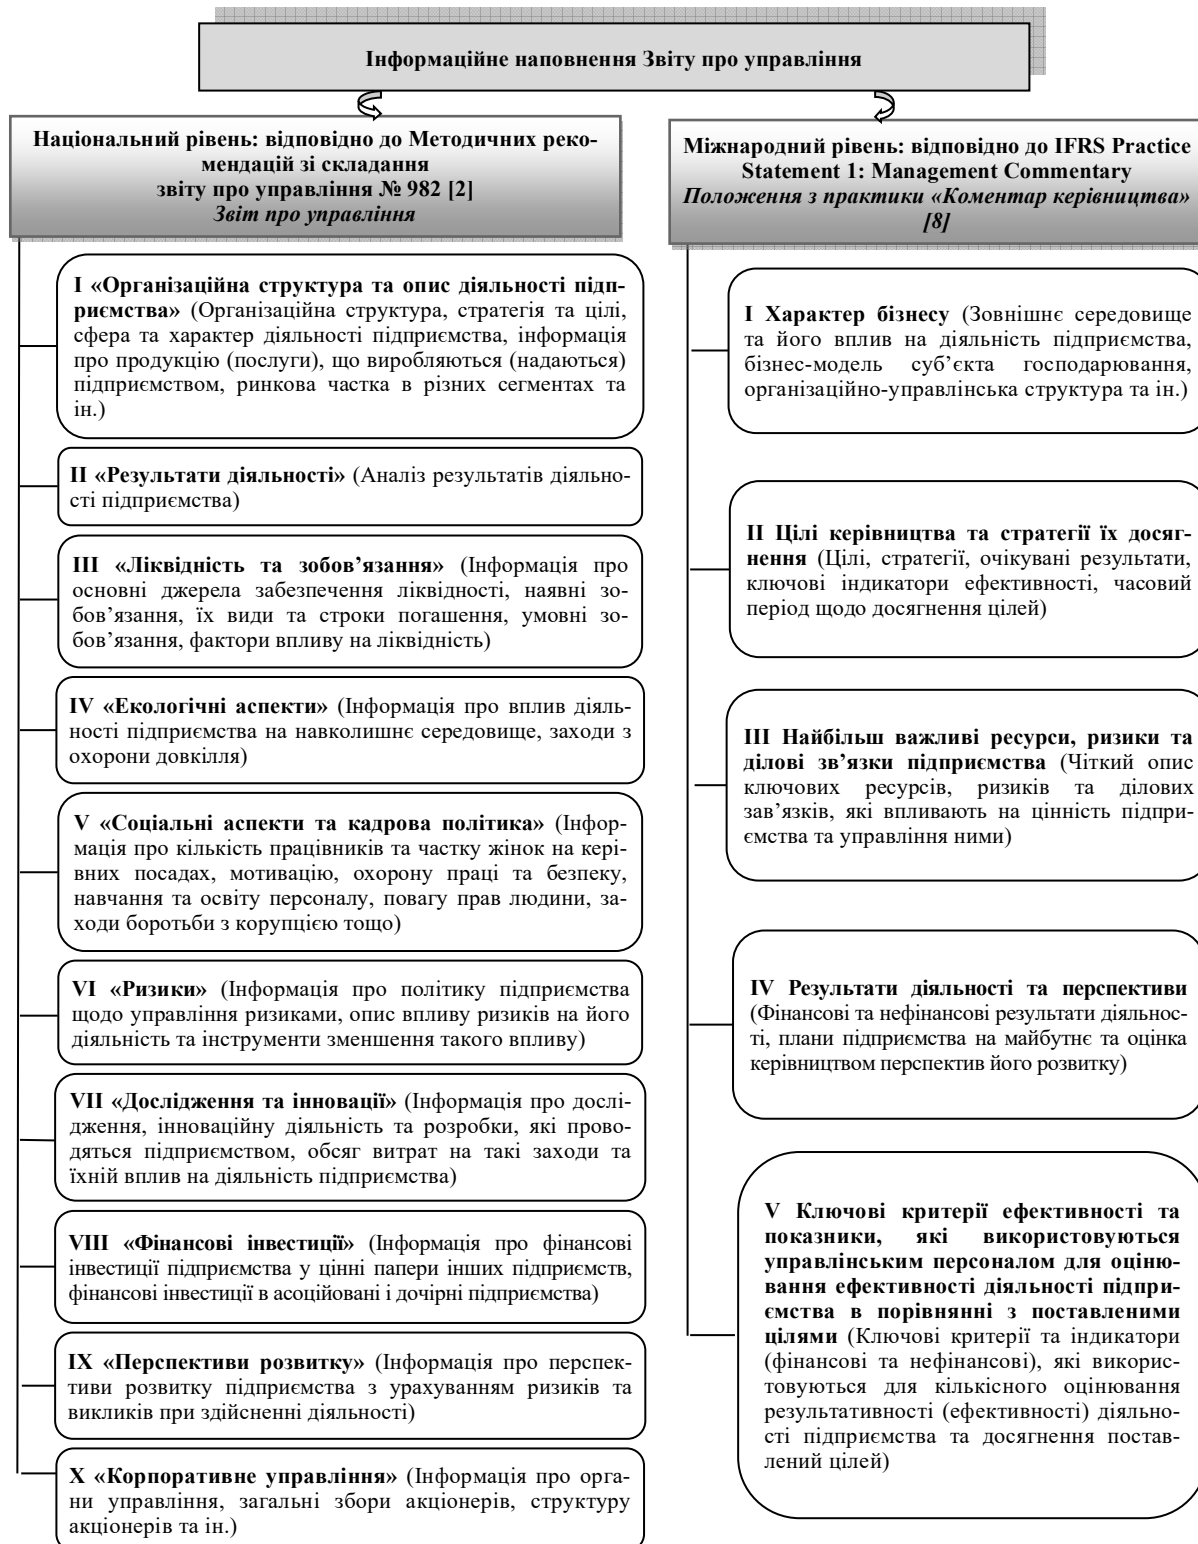 Інформаційне наповнення Звіту про управління
Національний рівень: відповідно до Методичних реко-
мендацій зі складання
звіту про управління № 982 [2]
Звіт про управління
І «Організаційна структура та опис діяльності підп-
риємства» (Організаційна структура, стратегія та цілі,
сфера та характер діяльності підприємства, інформація
про продукцію (послуги), що виробляються (надаються)
підприємством, ринкова частка в різних сегментах та
ін.)
ІІ «Результати діяльності» (Аналіз результатів діяльно-
сті підприємства)
ІІІ «Ліквідність та зобов’язання» (Інформація про
основні джерела забезпечення ліквідності, наявні зо-
бов’язання, їх види та строки погашення, умовні зо-
бов’язання, фактори впливу на ліквідність)
IV «Екологічні аспекти» (Інформація про вплив діяль-
ності підприємства на навколишнє середовище, заходи з
охорони довкілля)
V «Соціальні аспекти та кадрова політика» (Інфор-
мація про кількість працівників та частку жінок на кері-
вних посадах, мотивацію, охорону праці та безпеку,
навчання та освіту персоналу, повагу прав людини, за-
ходи боротьби з корупцією тощо)
VI «Ризики» (Інформація про політику підприємства
щодо управління ризиками, опис впливу ризиків на його
діяльність та інструменти зменшення такого впливу)
VII «Дослідження та інновації» (Інформація про дослі-
дження, інноваційну діяльність та розробки, які прово-
дяться підприємством, обсяг витрат на такі заходи та
їхній вплив на діяльність підприємства)
VIII «Фінансові інвестиції» (Інформація про фінансові
інвестиції підприємства у цінні папери інших підприємств,
фінансові інвестиції в асоційовані і дочірні підприємства)
IX «Перспективи розвитку» (Інформація про перспек-
тиви розвитку підприємства з урахуванням ризиків та
викликів при здійсненні діяльності)
X «Корпоративне управління» (Інформація про орга-
ни управління, загальні збори акціонерів, структуру
акціонерів та ін.)
Міжнародний рівень: відповідно до IFRS Practice
Statement 1: Management Commentary
Положення з практики «Коментар керівництва»
[8]
І Характер бізнесу (Зовнішнє середовище
та його вплив на діяльність підприємства,
бізнес-модель суб’єкта господарювання,
організаційно-управлінська структура та ін.)
ІІ Цілі керівництва та стратегії їх досяг-
нення (Цілі, стратегії, очікувані результати,
ключові індикатори ефективності, часовий
період щодо досягнення цілей)
ІІІ Найбільш важливі ресурси, ризики та
ділові зв’язки підприємства (Чіткий опис
ключових ресурсів, ризиків та ділових
зав’язків, які впливають на цінність підпри-
ємства та управління ними)
IV Результати діяльності та перспективи
(Фінансові та нефінансові результати діяльнос-
ті, плани підприємства на майбутнє та оцінка
керівництвом перспектив його розвитку)
V Ключові критерії ефективності та
показники, які використовуються
управлінським персоналом для оціню-
вання ефективності діяльності підпри-
ємства в порівнянні з поставленими
цілями (Ключові критерії та індикатори
(фінансові та нефінансові), які викорис-
товуються для кількісного оцінювання
результативності (ефективності) діяльно-
сті підприємства та досягнення постав-
лений цілей)